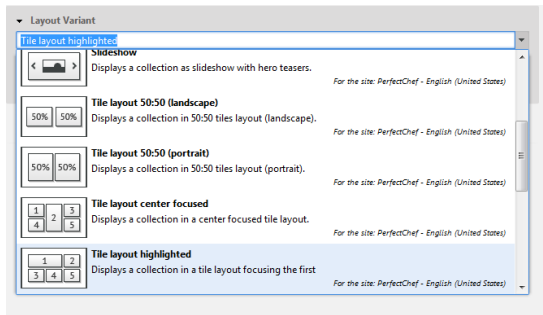 Layout Variant
Tile layout highlighted
Slideshow
Displays a collection as slideshow with hero teasers.
For the site: PerfectChef - English (United States)
50% 50%
Tile layout 50:50 (landscape)
Displays a collection in 50:50 tiles layout (landscape).
For the site: PerfectChef - English (United States)
50% 50%
Tile layout 50:50 (portrait)
Displays a collection in 50:50 tiles layout (portrait).
For the site: PerfectChef - English (United States)
1 2 3
4 5
Tile layout center focused
Displays a collection in a center focused tile layout.
For the site: PerfectChef - English (United States)
1 2
3 4 5
Tile layout highlighted
Displays a collection in a tile layout focusing the first
For the site: PerfectChef - English (United States)